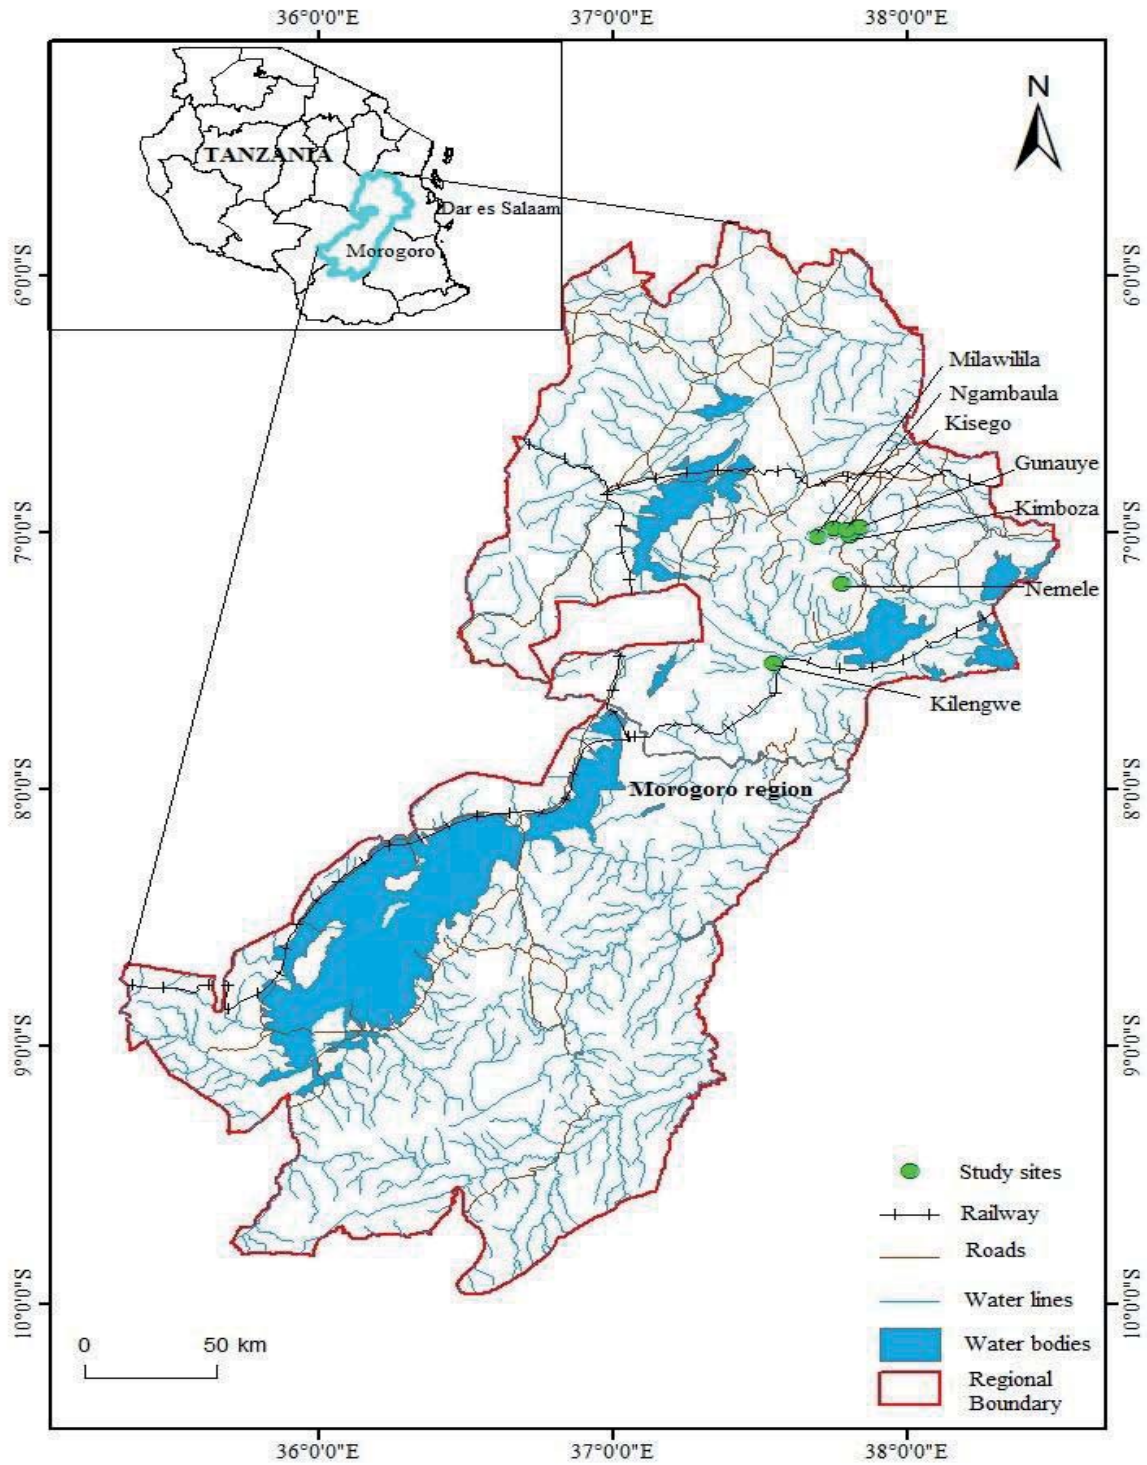 36°0'0"E
37°0'0"E
38°0'0"E
N
TANZANIA
Dar es Salaam
Morogoro
6°0'0"S
6°0'0"S
Milawilila
Ngambaula
Kisego
Gunauye
Kimboza
7°0'0"S
7°0'0"S
Nemele
Kilengwe
8°0'0"S
Morogoro region
8°0'0"S
9°0'0"S
9°0'0"S
Study sites
Railway
Roads
10°0'0"S
Water lines
10°0'0"S
0 50 km
Water bodies
Regional
Boundary
36°0'0"E
37°0'0"E
38°0'0"E